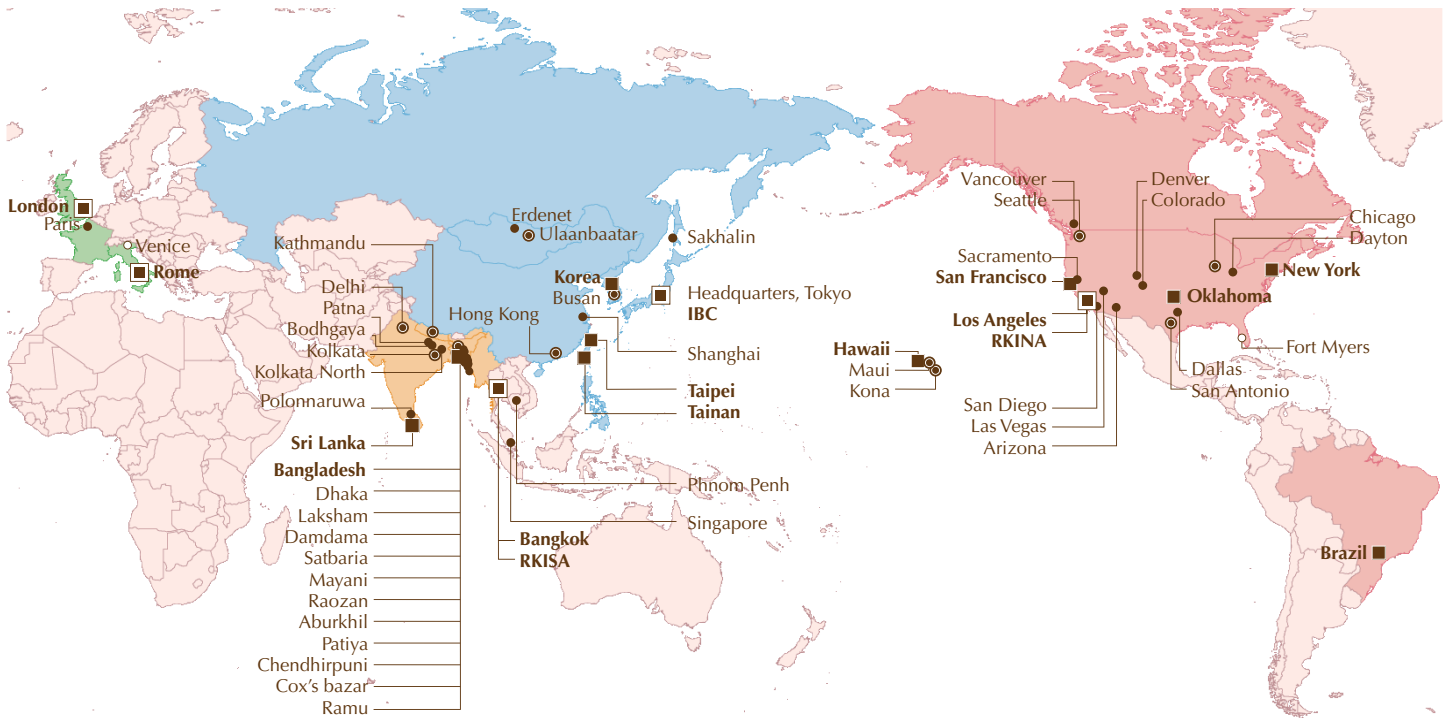 London
Paris
Venice
Rome
Kathmandu
Delhi
Patna
Bodhgaya
Kolkata
Kolkata North
Polonnaruwa
Sri Lanka
Bangladesh
Dhaka
Laksham
Damdama
Satbaria
Mayani
Raozan
Aburkhil
Patiya
Chendhirpuni
Cox's bazar
Ramu
Erdenet
Ulaanbaatar
Sakhalin
Korea
Busan
Headquarters, Tokyo
IBC
Hong Kong
Shanghai
Taipei
Tainan
Phnom Penh
Singapore
Bangkok
RKISA
Hawaii
Maui
Kona
Vancouver
Seattle
Sacramento
San Francisco
Los Angeles
RKINA
San Diego
Las Vegas
Arizona
Denver
Colorado
Chicago
Dayton
New York
Oklahoma
Fort Myers
Dallas
San Antonio
Brazil